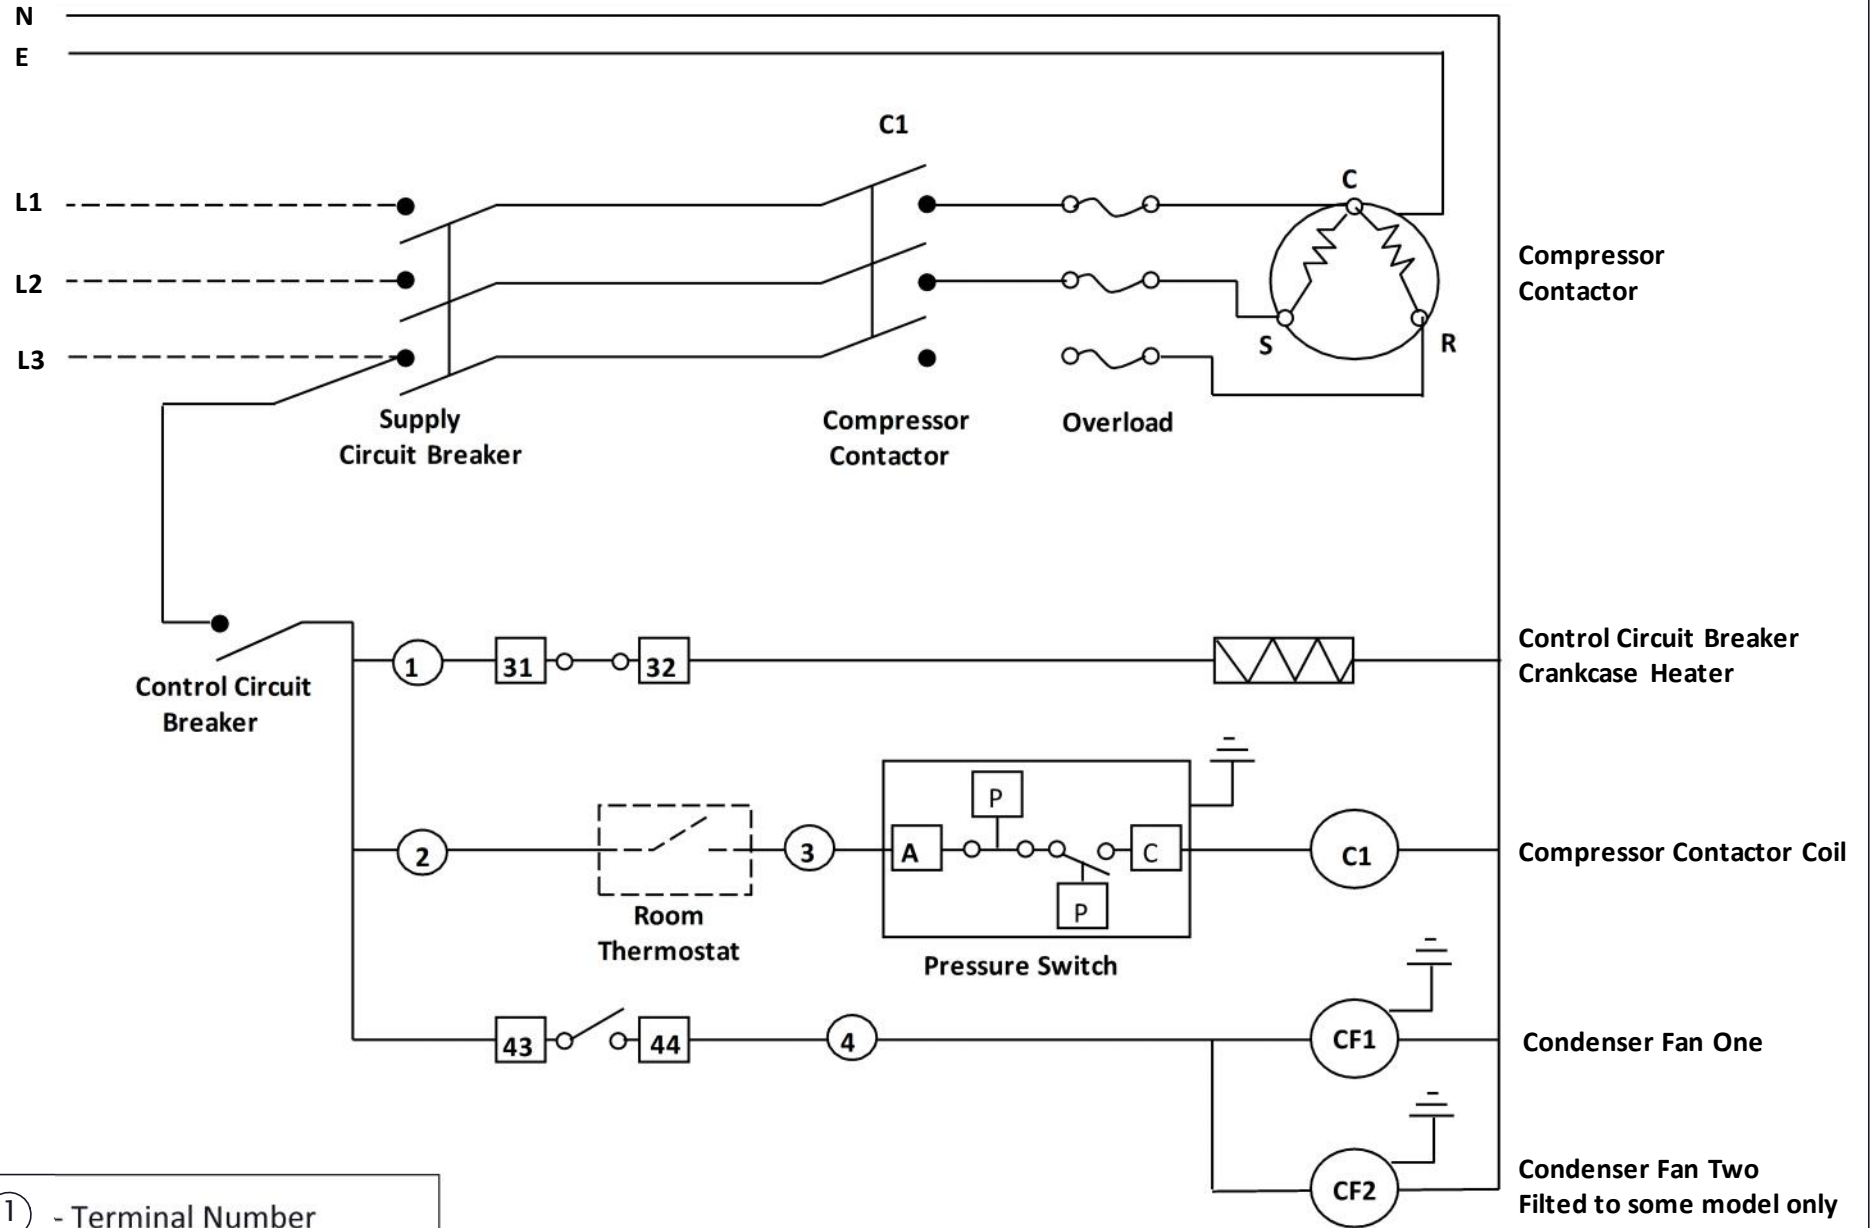 N
E
C1
L1
L2
L3
C
S
R
Compressor
Contactor
Supply
Circuit Breaker
Compressor
Contactor
Overload
Control Circuit
Breaker
1
31
32
Control Circuit Breaker
Crankcase Heater
2
Room
Thermostat
3
A
P
P
C
Pressure Switch
C1
Compressor Contactor Coil
43
44
4
CF1
Condenser Fan One
CF2
Condenser Fan Two
Filted to some model only
1 - Terminal Number